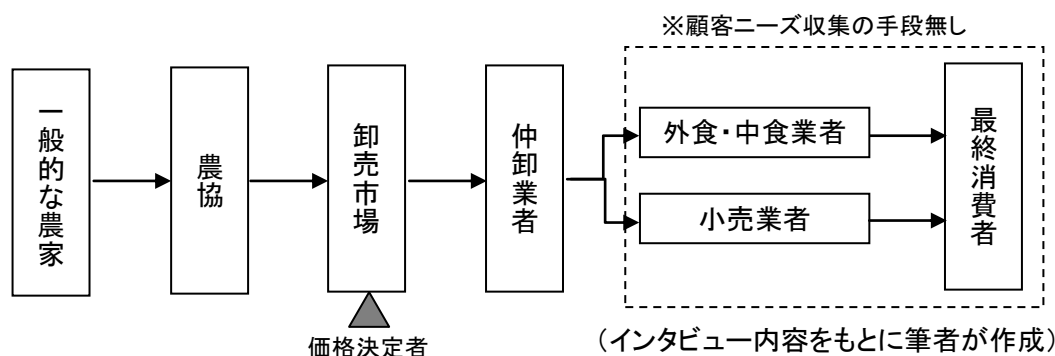 ※顧客ニーズ収集の手段無し
一般的な農家
農協
卸売市場
仲卸業者
外食・中食業者
小売業者
最終消費者
価格決定者
(インタビュー内容をもとに筆者が作成)